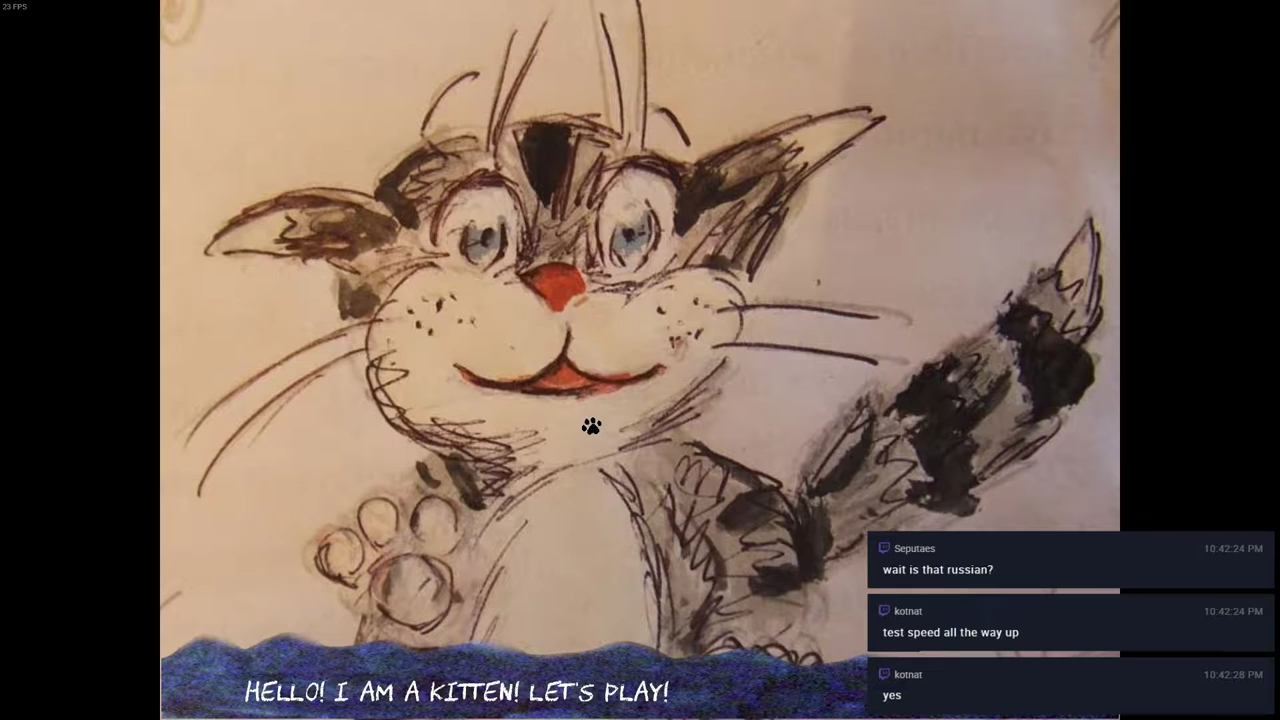 23 FPS
Seputaes 10:42:24 PM
wait is that russian?
kotnat 10:42:24 PM
test speed all the way up
kotnat 10:42:28 PM
yes
HELLO! I AM A KITTEN! LET'S PLAY!